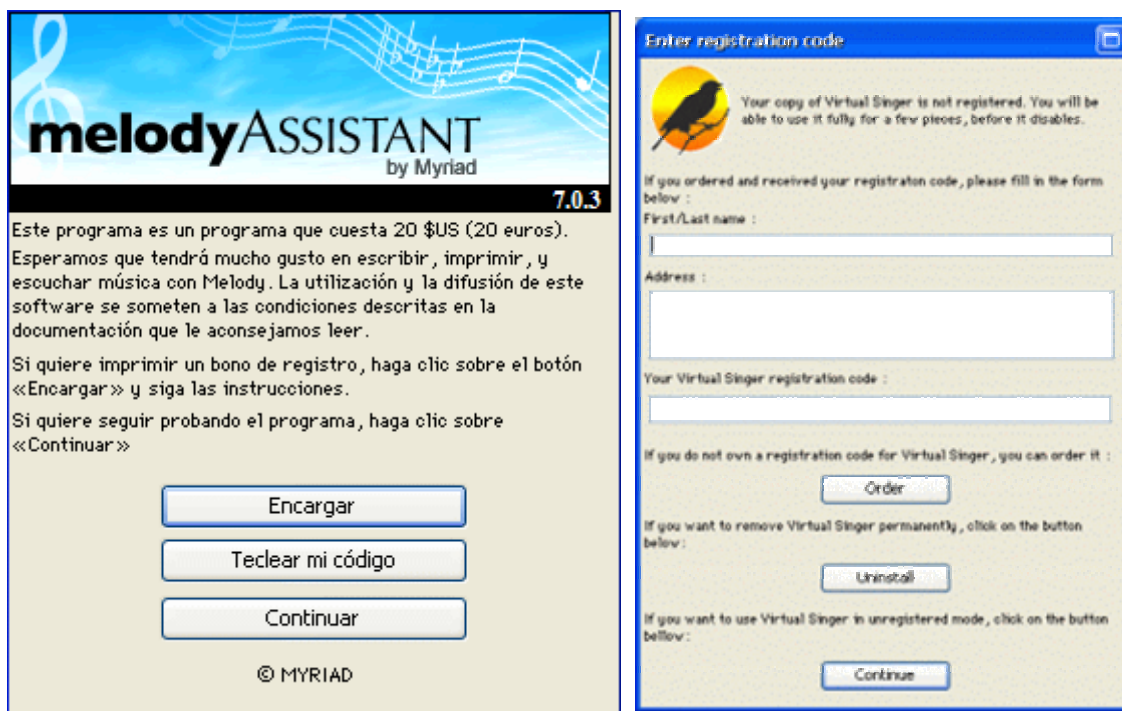 melodyASSISTANT
by Myriad
7.0.3
Este programa es un programa que cuesta 20 $US (20 euros).
Esperamos que tendrá mucho gusto en escribir, imprimir, y
escuchar música con Melody. La utilización y la difusión de este
software se someten a las condiciones descritas en la
documentación que le aconsejamos leer.
Si quiere imprimir un bono de registro, haga clic sobre el botón
«Encargar» y siga las instrucciones.
Si quiere seguir probando el programa, haga clic sobre
«Continuar»
Encargar
Teclear mi código
Continuar
© MYRIAD
Enter registration code
Your copy of Virtual Singer is not registered. You will be
able to use it fully for a few pieces, before it disables.
If you ordered and received your registraton code, please fill in the form
below :
First/Last name :
Address :
Your Virtual Singer registration code :
If you do not own a registration code for Virtual Singer, you can order it :
Order
If you want to remove Virtual Singer permanently, click on the button
below:
Uninstall
If you want to use Virtual Singer in unregistered mode, click on the button
bellow:
Continue